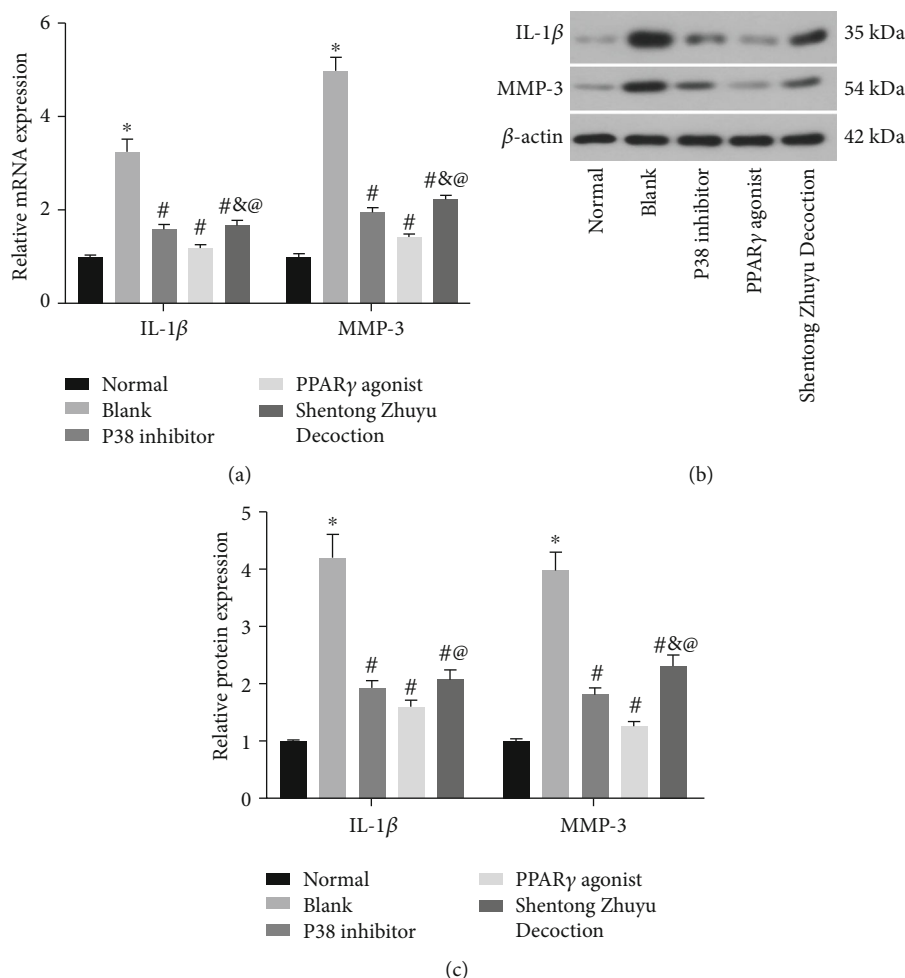 Relative mRNA expression
6
4
2
0
*
#
#
#&@
*
#
#
#&@
IL-1β
MMP-3
Normal
Blank
P38 inhibitor
PPARγ agonist
Shentong Zhuyu
Decoction
(a)
IL-1β
35 kDa
MMP-3
54 kDa
β-actin
42 kDa
Normal
Blank
P38 inhibitor
PPARγ agonist
Shentong Zhuyu Decoction
(b)
Relative protein expression
5
4
3
2
1
0
*
#
#
#@
*
#
#
#&@
IL-1β
MMP-3
Normal
Blank
P38 inhibitor
PPARγ agonist
Shentong Zhuyu
Decoction
(c)